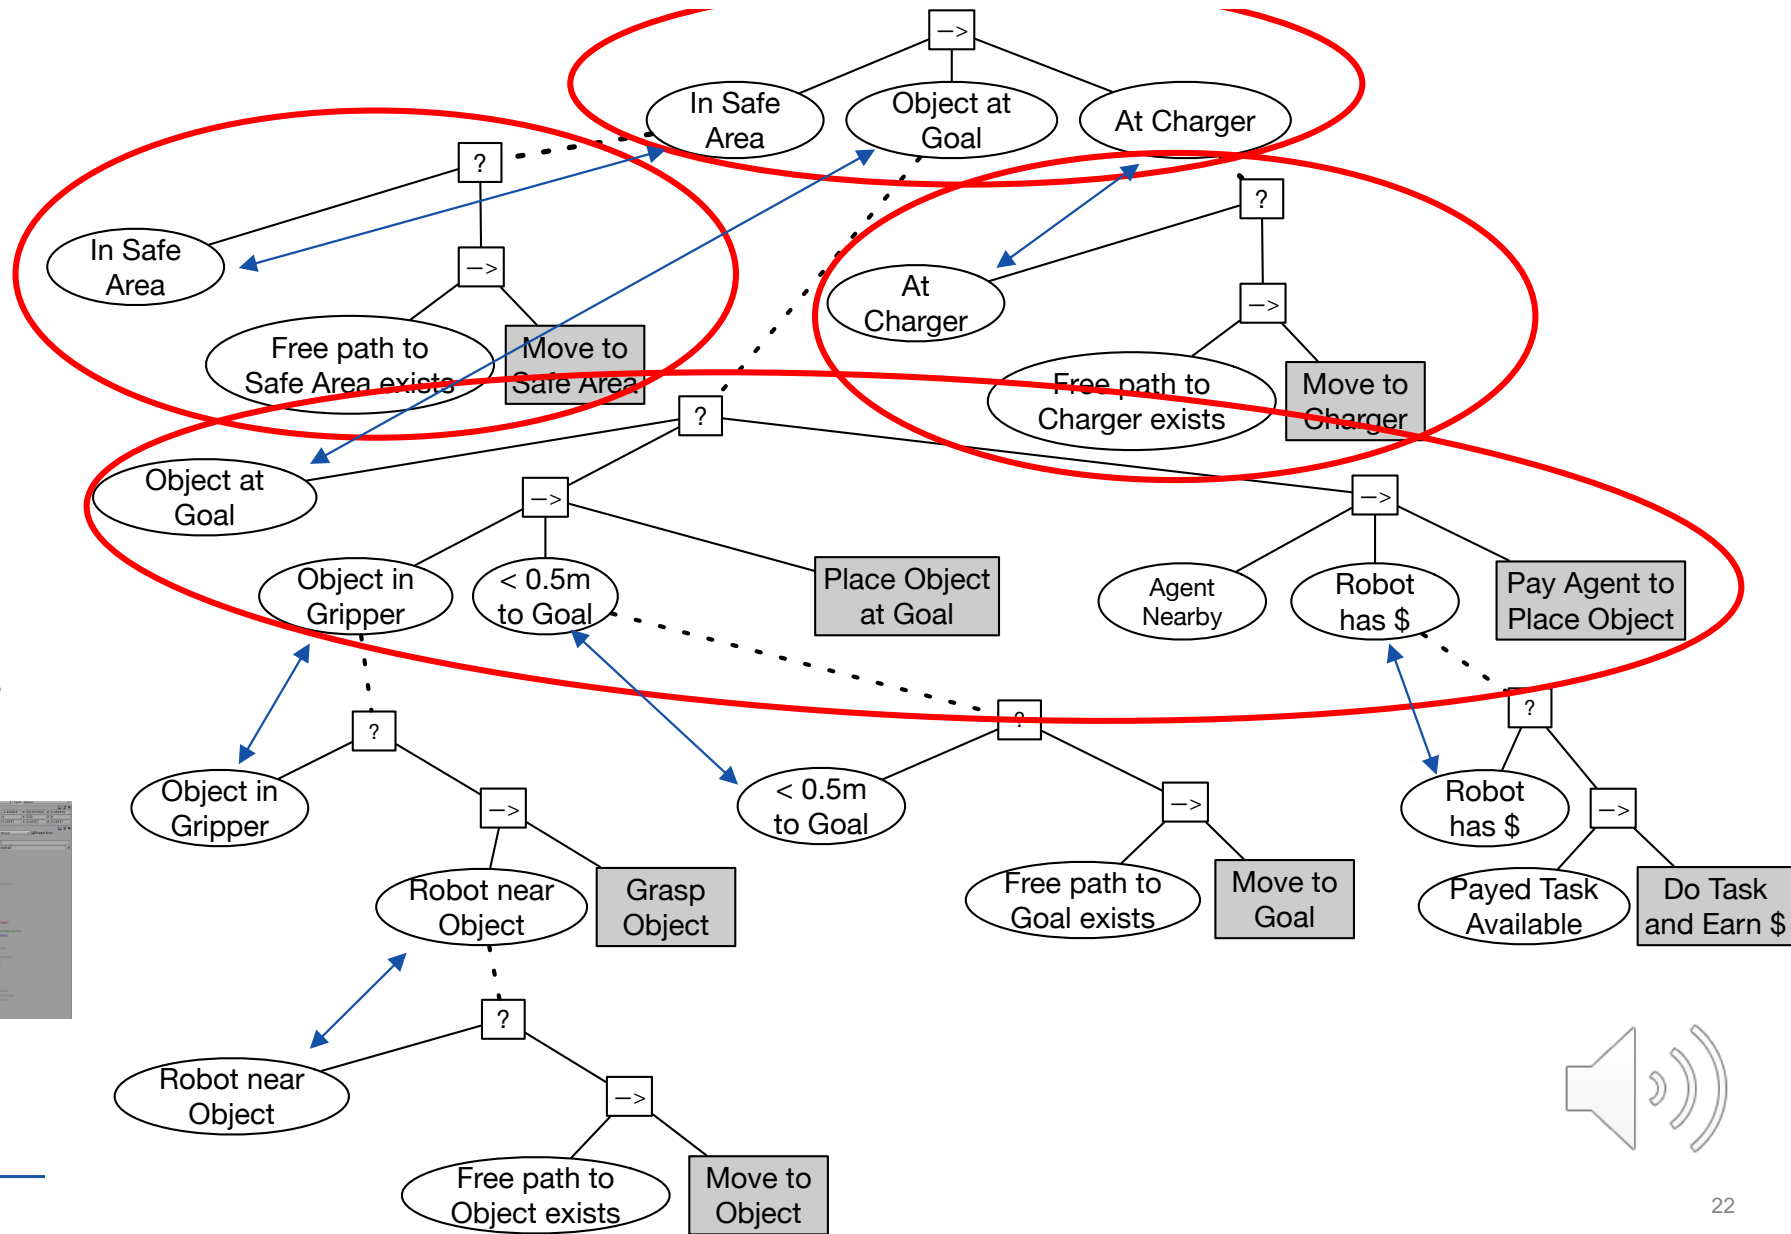 —>
In Safe
Area
Object at
Goal
At Charger
?
In Safe
Area
—>
Free path to
Safe Area exists
Move to
Safe Area
?
At
Charger
—>
Free path to
Charger exists
Move to
Charger
?
Object at
Goal
—>
Object in
Gripper
< 0.5m
to Goal
Place Object
at Goal
—>
Agent
Nearby
Robot
has $
Pay Agent to
Place Object
?
Object in
Gripper
—>
Robot near
Object
Grasp
Object
?
< 0.5m
to Goal
—>
Free path to
Goal exists
Move to
Goal
?
Robot
has $
—>
Payed Task
Available
Do Task
and Earn $
?
Robot near
Object
—>
Free path to
Object exists
Move to
Object
22